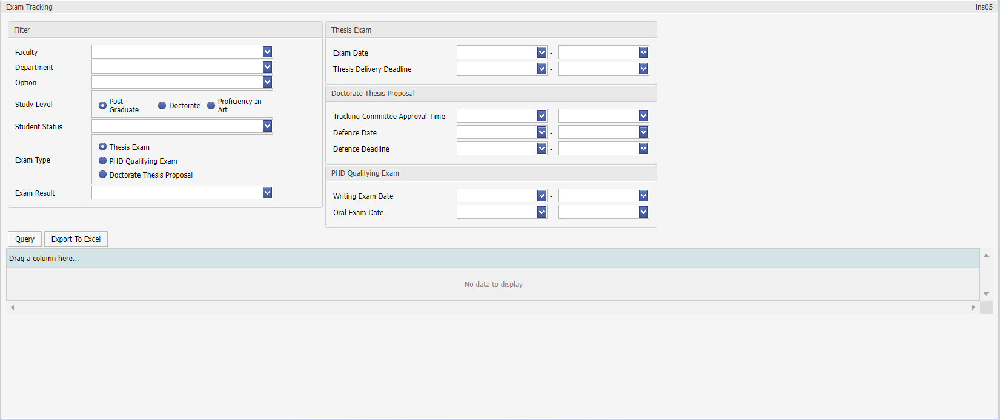 Exam Tracking
ins05
Filter
Faculty
Department
Option
Study Level
Post Graduate
Doctorate
Proficiency In Art
Student Status
Exam Type
Thesis Exam
PHD Qualifying Exam
Doctorate Thesis Proposal
Exam Result
Thesis Exam
Exam Date
-
Thesis Delivery Deadline
-
Doctorate Thesis Proposal
Tracking Committee Approval Time
-
Defence Date
-
Defence Deadline
-
PHD Qualifying Exam
Writing Exam Date
-
Oral Exam Date
-
Query
Export To Excel
Drag a column here...
No data to display